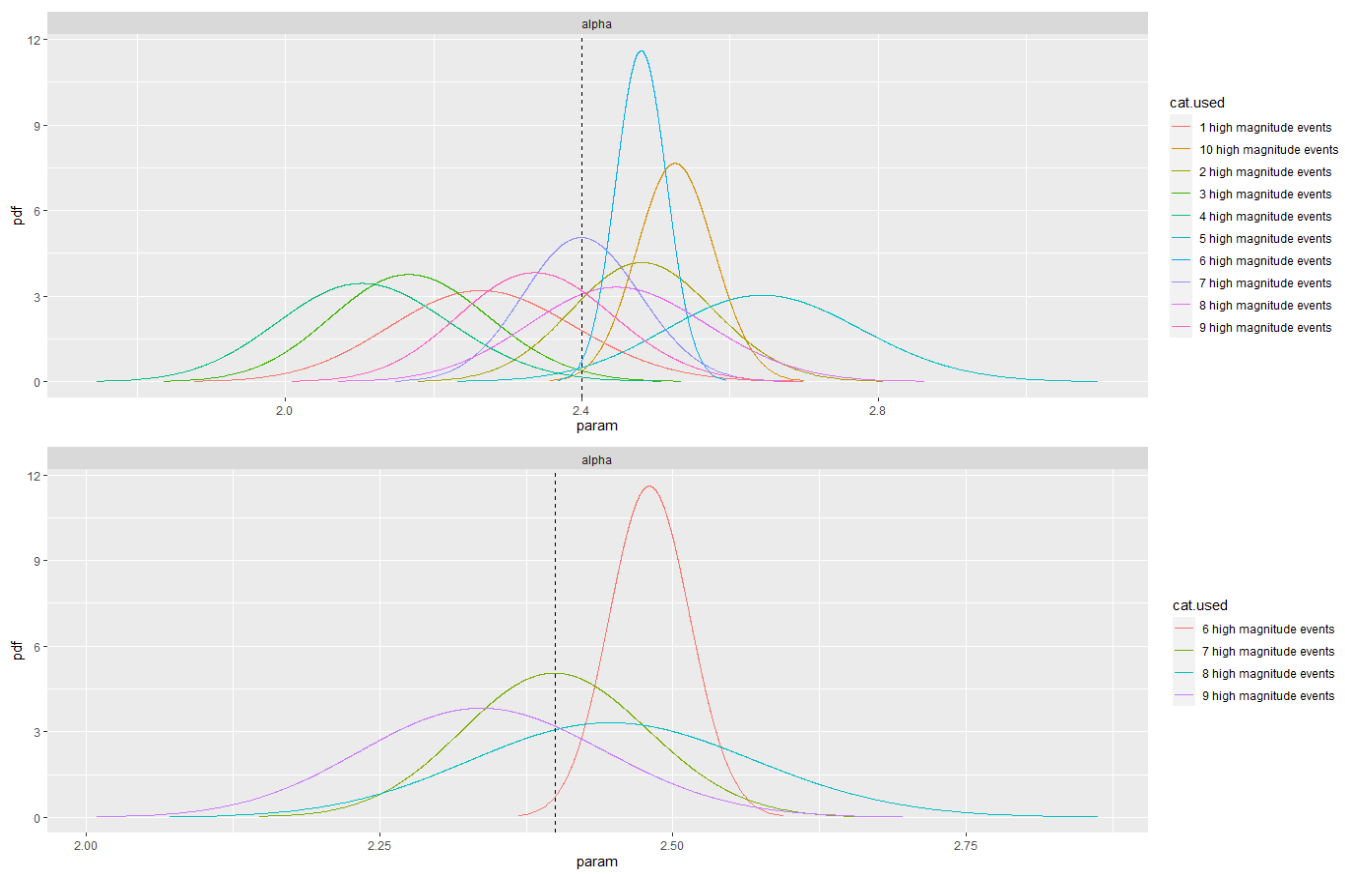 alpha
12
9
6
3
0
pdf
2.0
2.4
2.8
param
cat.used
1 high magnitude events
10 high magnitude events
2 high magnitude events
3 high magnitude events
4 high magnitude events
5 high magnitude events
6 high magnitude events
7 high magnitude events
8 high magnitude events
9 high magnitude events
alpha
12
9
6
3
0
pdf
2.00
2.25
2.50
2.75
param
cat.used
6 high magnitude events
7 high magnitude events
8 high magnitude events
9 high magnitude events